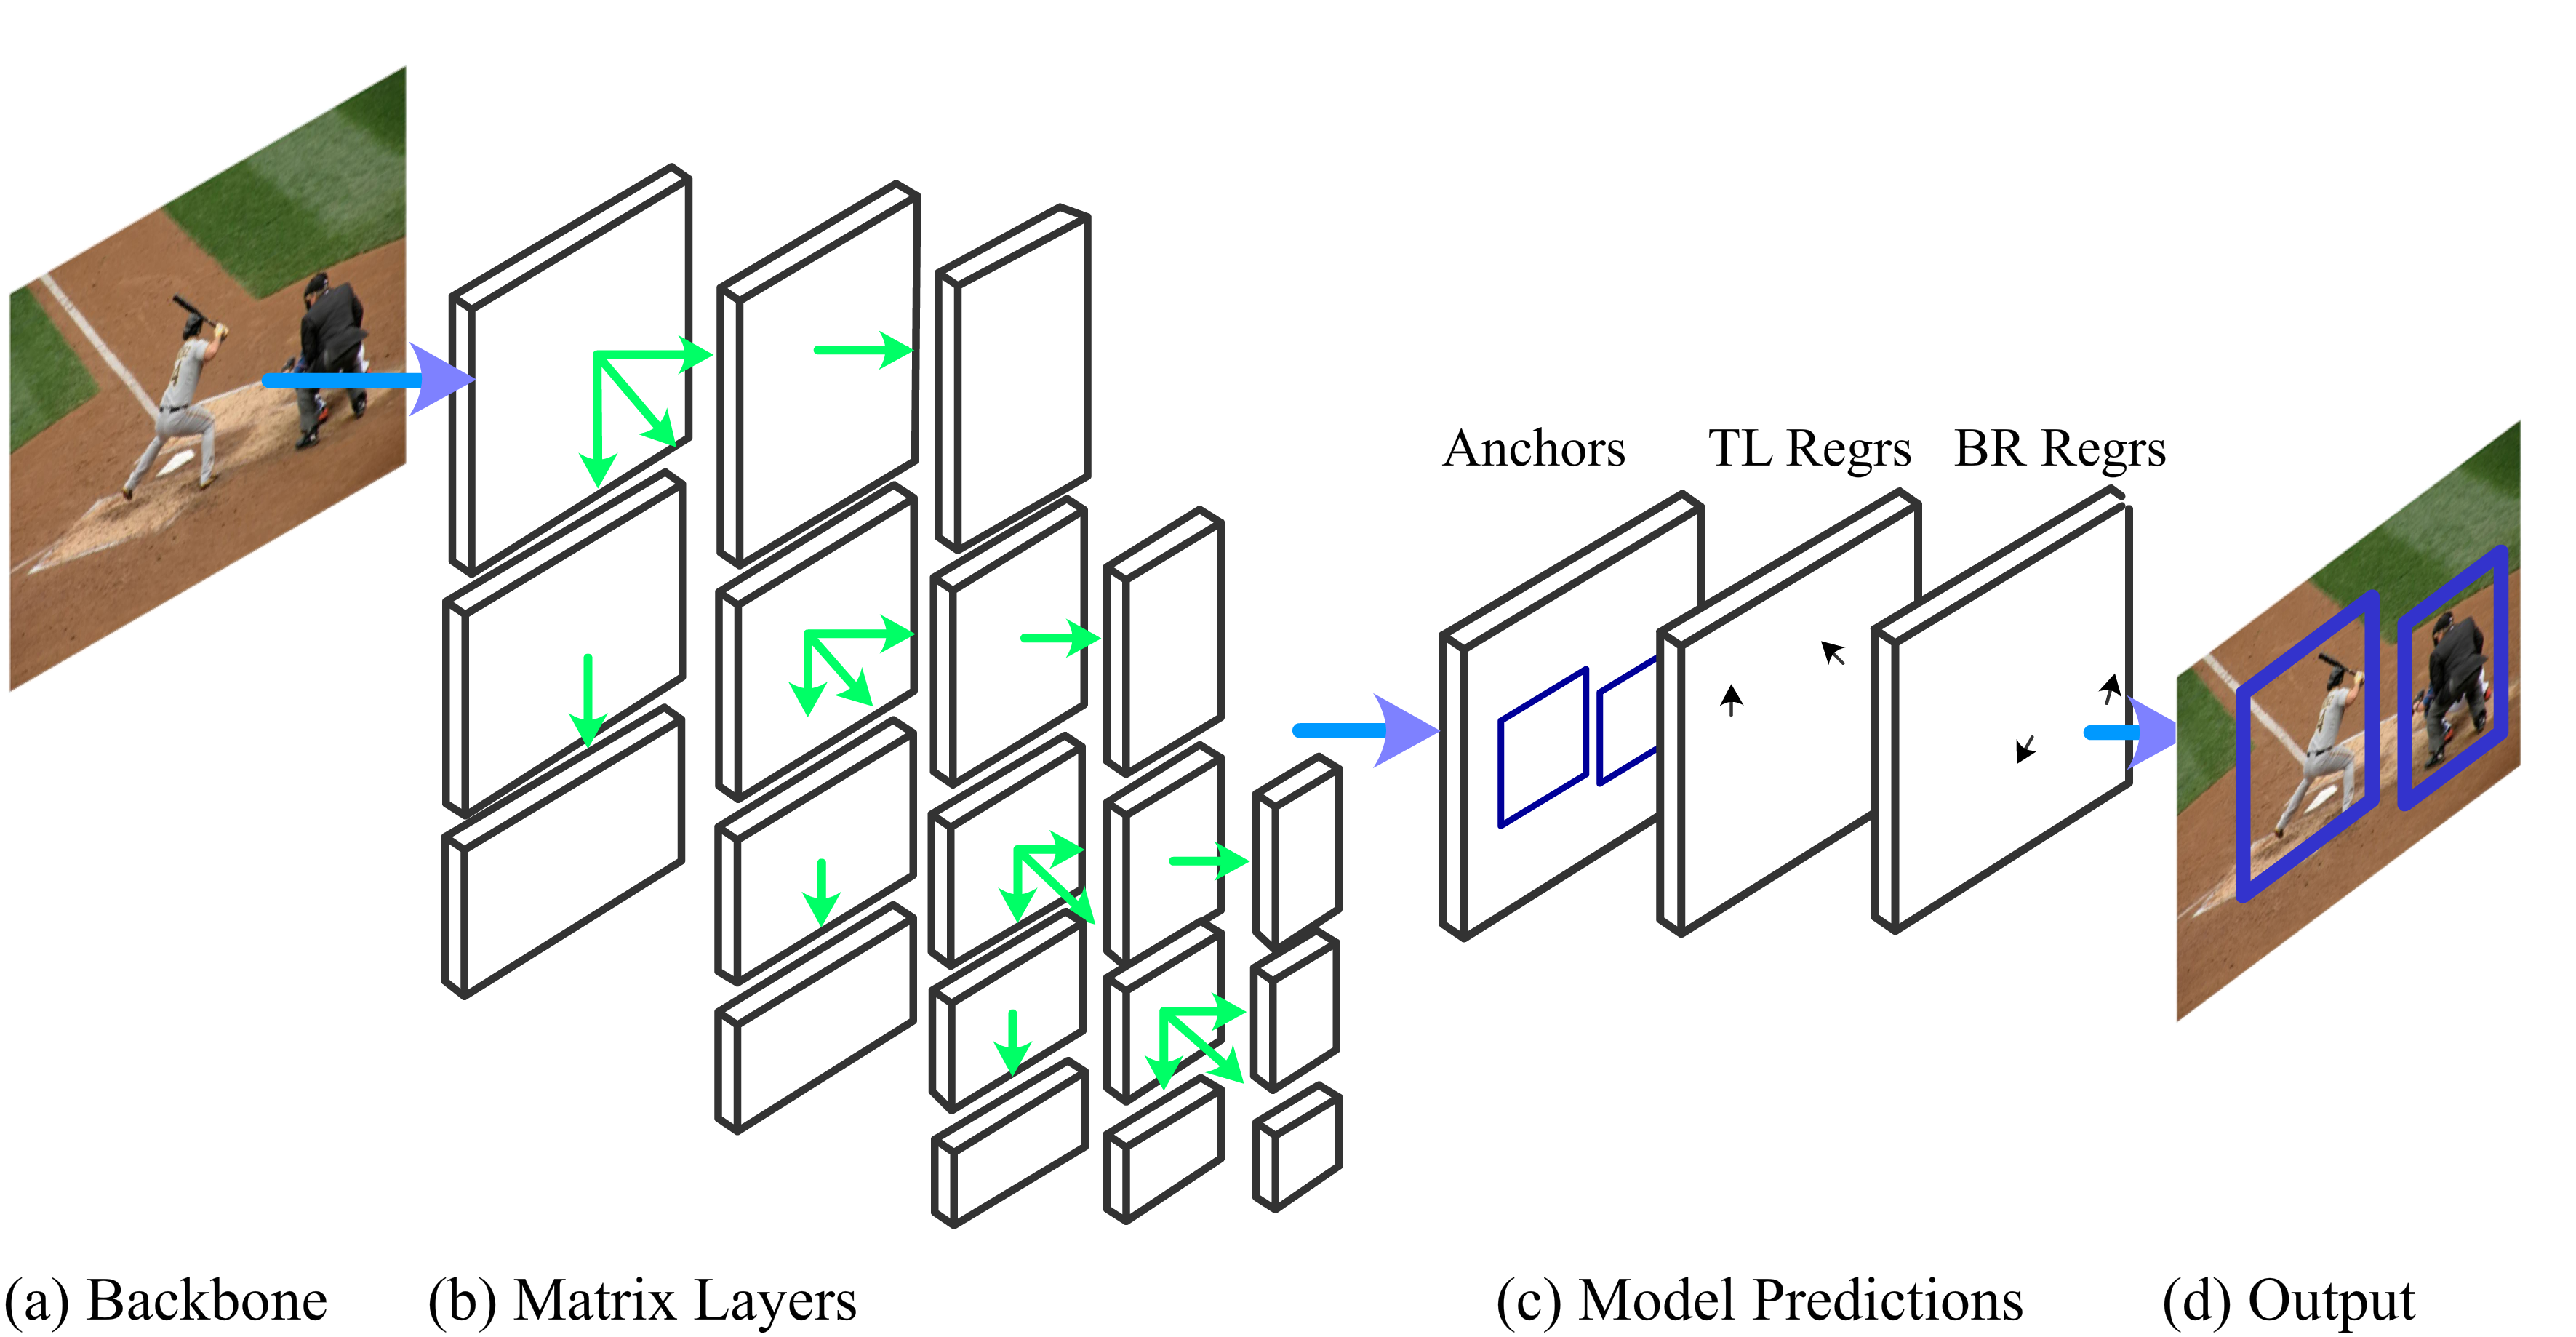 Anchors
TL Regrs
BR Regrs
(a) Backbone
(b) Matrix Layers
(c) Model Predictions
(d) Output